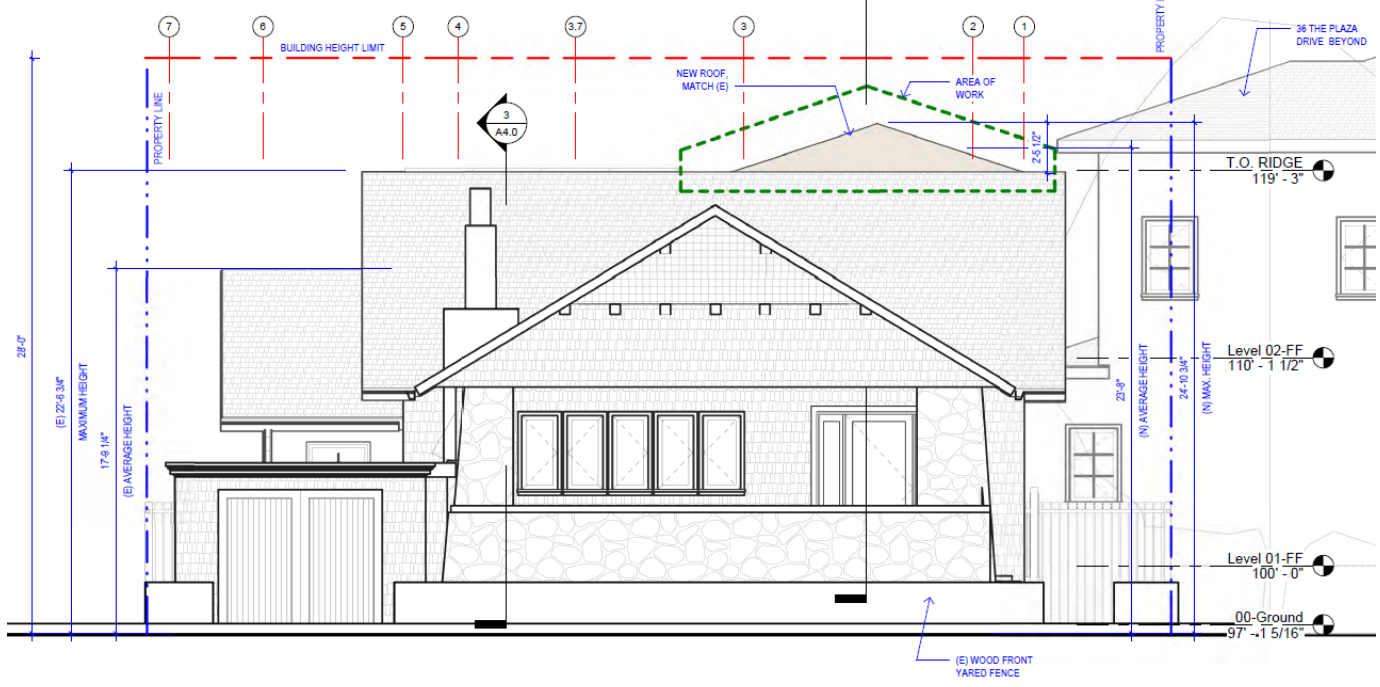 7
6
5
4
3.7
3
2
1
BUILDING HEIGHT LIMIT
PROPERTY
36 THE PLAZA
DRIVE BEYOND
NEW ROOF,
MATCH (E)
AREA OF
WORK
PROPERTY LINE
3
A4.0
2'-5 1/2"
T.O. RIDGE
119' - 3"
28'-0"
(E) 22'-6 3/4"
MAXIMUM HEIGHT
17'-9 1/4"
(E) AVERAGE HEIGHT
23'-8"
(N) AVERAGE HEIGHT
24'-10 3/4"
(N) MAX. HEIGHT
Level 02-FF
110' - 1 1/2"
Level 01-FF
100' - 0"
00-Ground
97' - 1 5/16"
(E) WOOD FRONT
YARED FENCE